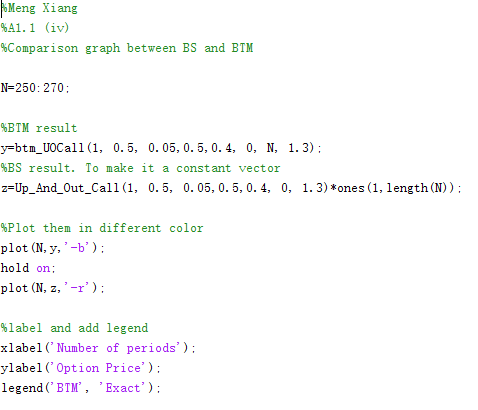 %Meng Xiang
%A1.1 (iv)
%Comparison graph between BS and BTM
N=250:270;
%BTM result
y=btm_UOCall(1, 0.5, 0.05,0.5,0.4, 0, N, 1.3);
%BS result. To make it a constant vector
z=Up_And_Out_Call(1, 0.5, 0.05,0.5,0.4, 0, 1.3)*ones(1,length(N));
%Plot them in different color
plot(N,y,'-b');
hold on;
plot(N,z,'-r');
%label and add legend
xlabel('Number of periods');
ylabel('Option Price');
legend('BTM', 'Exact');